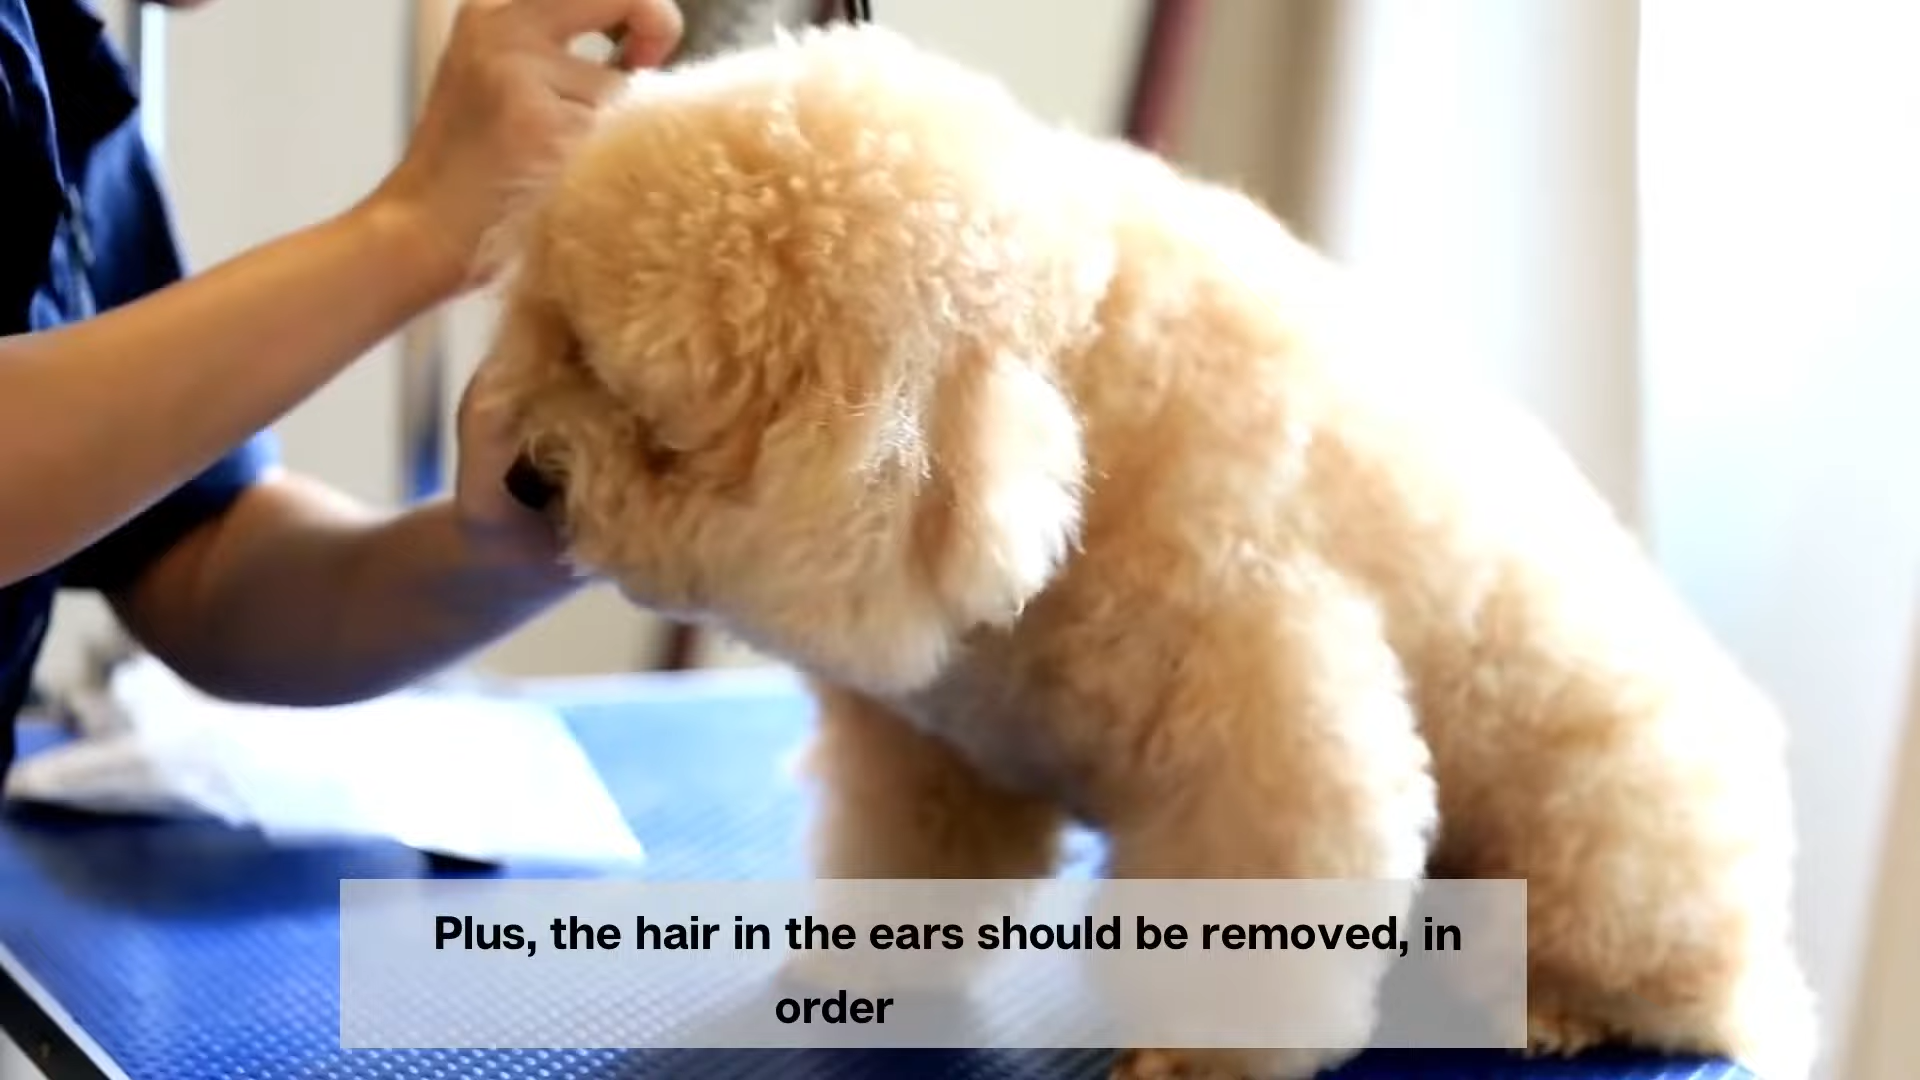 Plus, the hair in the ears should be removed, in
order